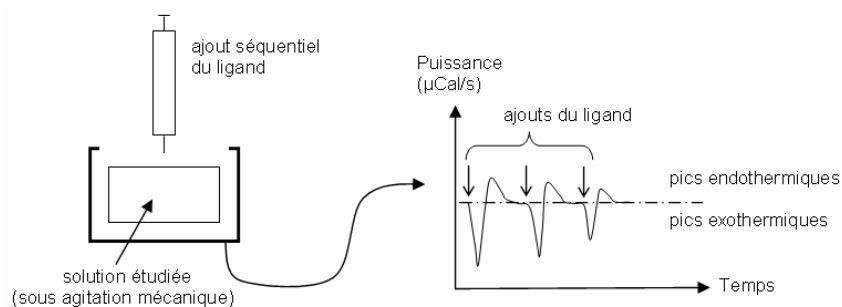 ajout séquentiel
du ligand
solution étudiée
(sous agitation mécanique)
Puissance
(µCal/s)
ajouts du ligand
pics endothermiques
pics exothermiques
Temps